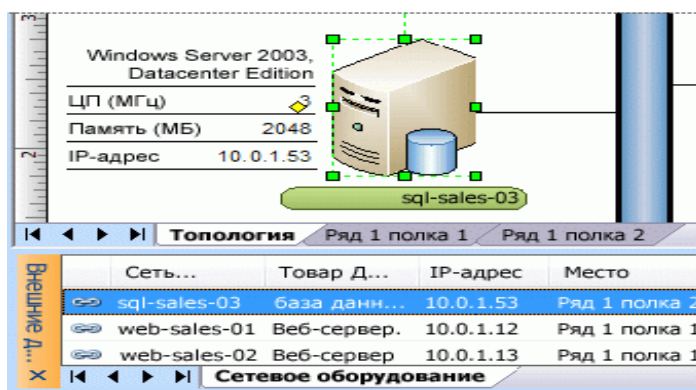 3
Windows Server 2003,
Datacenter Edition
ЦП (МГц) 3
Память (МБ) 2048
2
IP-адрес 10.0.1.53
sql-sales-03
Топология Ряд 1 полка 1 Ряд 1 полка 2
Внешние Д...
Сеть... Товар Д... IP-адрес Место
sql-sales-03 база данн... 10.0.1.53 Ряд 1 полка 2
web-sales-01 Веб-сервер. 10.0.1.12 Ряд 1 полка 1
web-sales-02 Веб-сервер 10.0.1.13 Ряд 1 полка 1
Сетевое оборудование